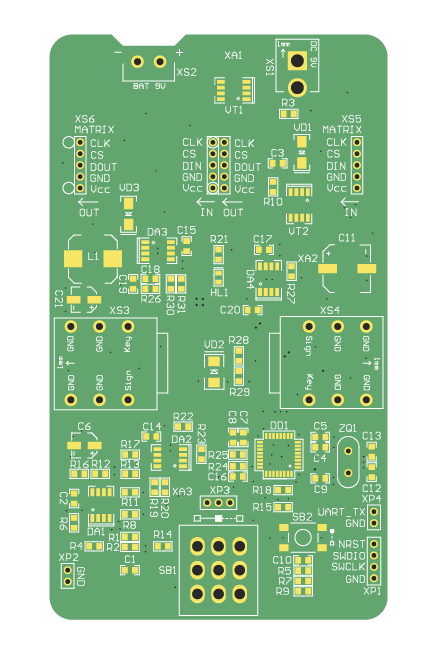 − +
XS2
BAT 9V
XA1
VT1
1mm
DC 9V
XS1
R3
XS6
MATRIX
CLK
CS
DOUT
GND
Vcc
OUT
CLK
CS
DIN
GND
Vcc
IN
CLK
CS
DOUT
GND
Vcc
OUT
VD1
C3
R10
VT2
XS5
MATRIX
CLK
CS
DIN
GND
Vcc
IN
VD3
DA3
C15
L1
C19
C18
R26
R30
R31
R21
HL1
C17
DA4
R27
XA2
C11
+
C21
+
C20
XS3
GND
GND
Key
1mm
GND
GND
Sign
XS4
Sign
GND
GND
1mm
Key
GND
GND
VD2
R28
R29
C6
+
C14
R22
DA2
R23
C8
C7
DD1
C5
C4
ZQ1
C13
R17
R16
R12
R13
R25
R24
C16
C9
C12
C2
R6
DA1
R11
R8
R19
R20
XA3
XP3
R18
R15
XP4
UART_TX
GND
R4
R1
R2
R14
SB2
XP2
GND
C1
SB1
C10
R5
R7
R9
NRST
SWDIO
SWCLK
GND
XP1